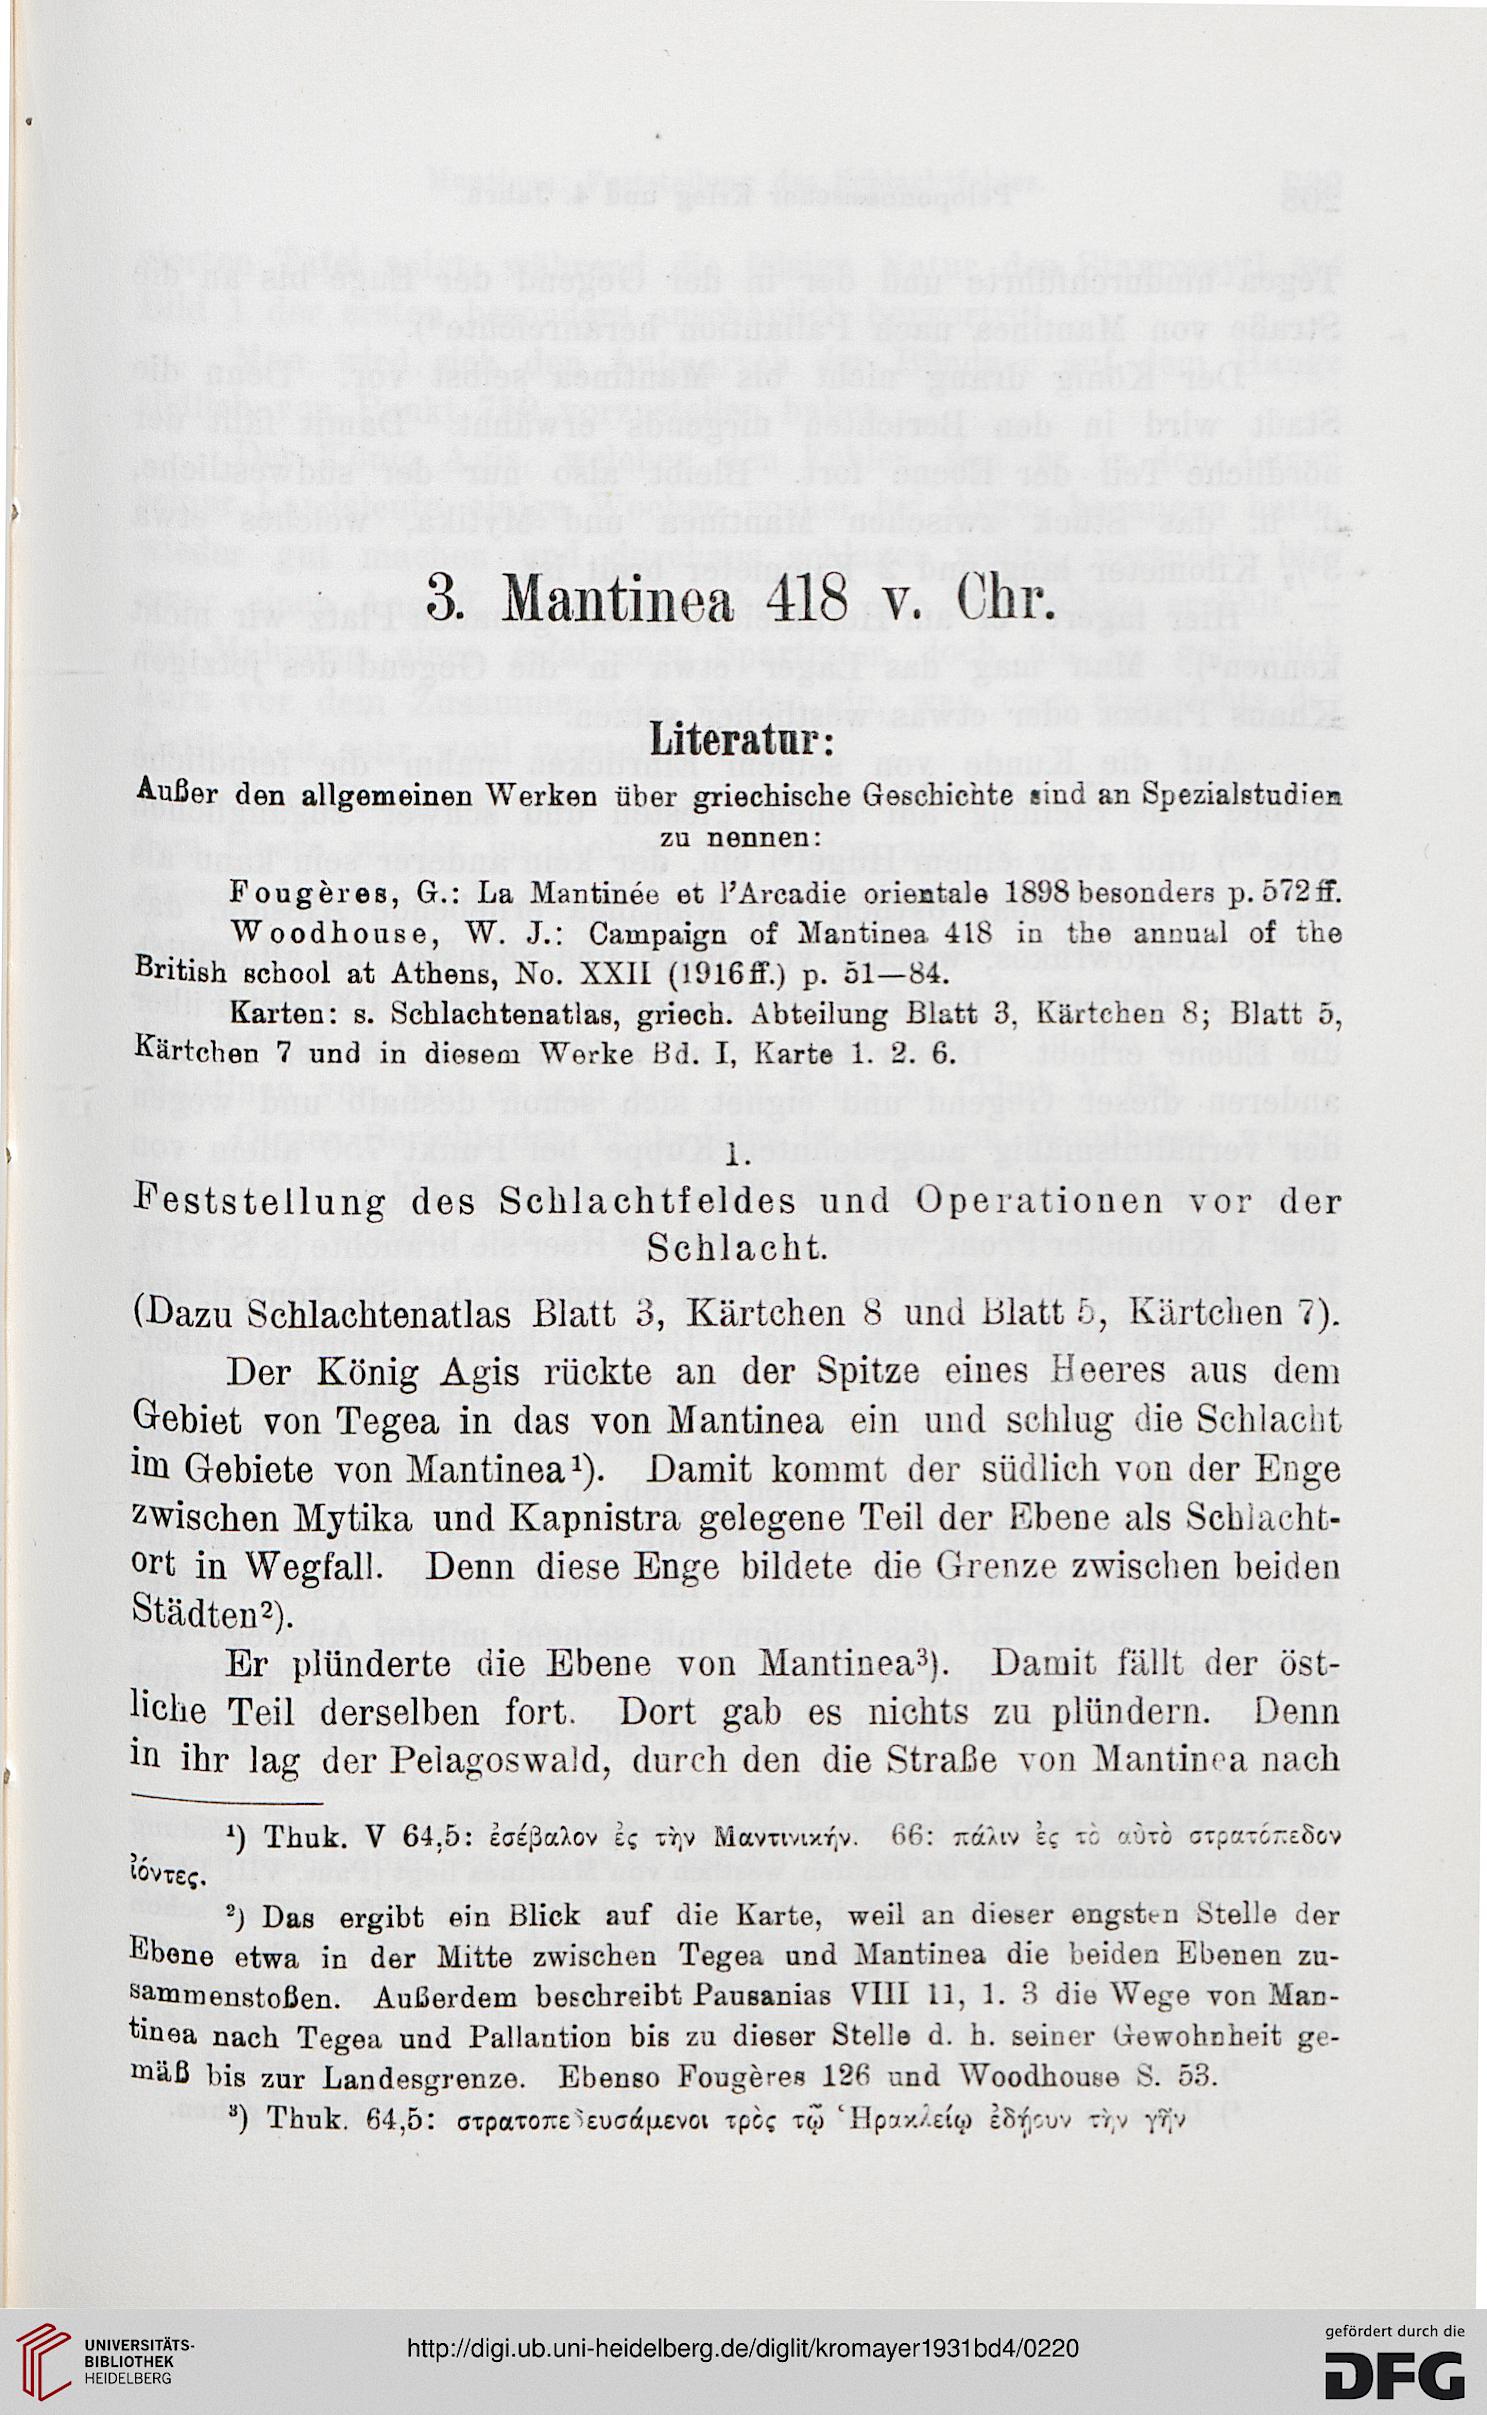 3. Mantinea 418 v. Chr.
Literatur:
Außer den allgemeinen Werken über griechische Geschichte sind an Spezialstudien
zu nennen:
Fougères, G.: La Mantinée et l’Arcadie orientale 1898 besonders p. 572 ff.
Woodhouse, W. J.: Campaign of Mantinea 418 in the annual of the
British school at Athens, No. XXII (1916 ff.) p. 51—84.
Karten: s. Schlachtenatlas, griech. Abteilung Blatt 3, Kärtchen 8; Blatt 5,
Kärtchen 7 und in diesem Werke Bd. I, Karte 1. 2. 6.
1.
Feststellung des Schlachtfeldes und Operationen vor der
Schlacht.
(Dazu Schlachtenatlas Blatt 3, Kärtchen 8 und Blatt 5, Kärtchen 7).
Der König Agis rückte an der Spitze eines Heeres aus dem
Gebiet von Tegea in das von Mantinea ein und schlug die Schlacht
im Gebiete von Mantinea¹). Damit kommt der südlich von der Enge
zwischen Mytika und Kapnistra gelegene Teil der Ebene als Schlacht-
ort in Wegfall. Denn diese Enge bildete die Grenze zwischen beiden
Städten²).
Er plünderte die Ebene von Mantinea³). Damit fällt der öst-
liche Teil derselben fort. Dort gab es nichts zu plündern. Denn
in ihr lag der Pelagoswald, durch den die Straße von Mantinea nach
¹) Thuk. V 64,5: ἐσέβαλον ἐς τὴν Μαντινικήν. 66: πάλιν ἐς τὸ αὐτὸ στρατόπεδον
ἰόντες.
²) Das ergibt ein Blick auf die Karte, weil an dieser engsten Stelle der
Ebene etwa in der Mitte zwischen Tegea und Mantinea die beiden Ebenen zu-
sammenstoßen. Außerdem beschreibt Pausanias VIII 11, 1. 3 die Wege von Man-
tinea nach Tegea und Pallantion bis zu dieser Stelle d. h. seiner Gewohnheit ge-
mäß bis zur Landesgrenze. Ebenso Fougères 126 und Woodhouse S. 53.
³) Thuk. 64,5: στρατοπεδευσάμενοι τρὸς τῷ Ἡρακλείῳ ἐδῄουν τὴν γῆν
UNIVERSITÄTS-
BIBLIOTHEK
HEIDELBERG
http://digi.ub.uni-heidelberg.de/diglit/kromayer1931bd4/0220
gefördert durch die
DFG